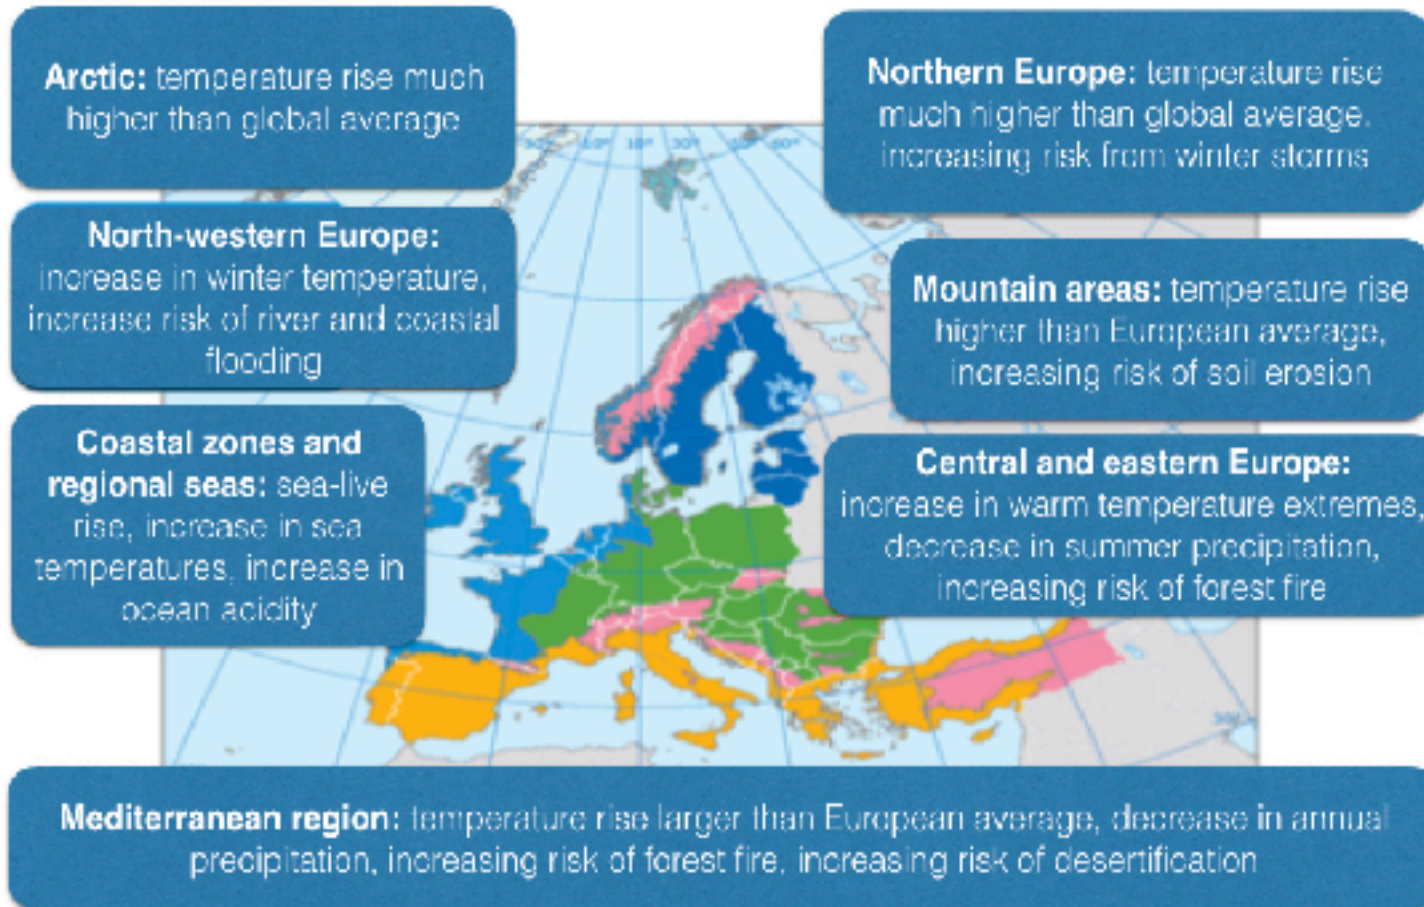 Arctic: temperature rise much
higher than global average
Northern Europe: temperature rise
much higher than global average,
increasing risk from winter storms
North-western Europe:
increase in winter temperature,
increase risk of river and coastal
flooding
Mountain areas: temperature rise
higher than European average,
increasing risk of soil erosion
Coastal zones and
regional seas: sea-live
rise, increase in sea
temperatures, increase in
ocean acidity
Central and eastern Europe:
increase in warm temperature extremes,
decrease in summer precipitation,
increasing risk of forest fire
Mediterranean region: temperature rise larger than European average, decrease in annual
precipitation, increasing risk of forest fire, increasing risk of desertification